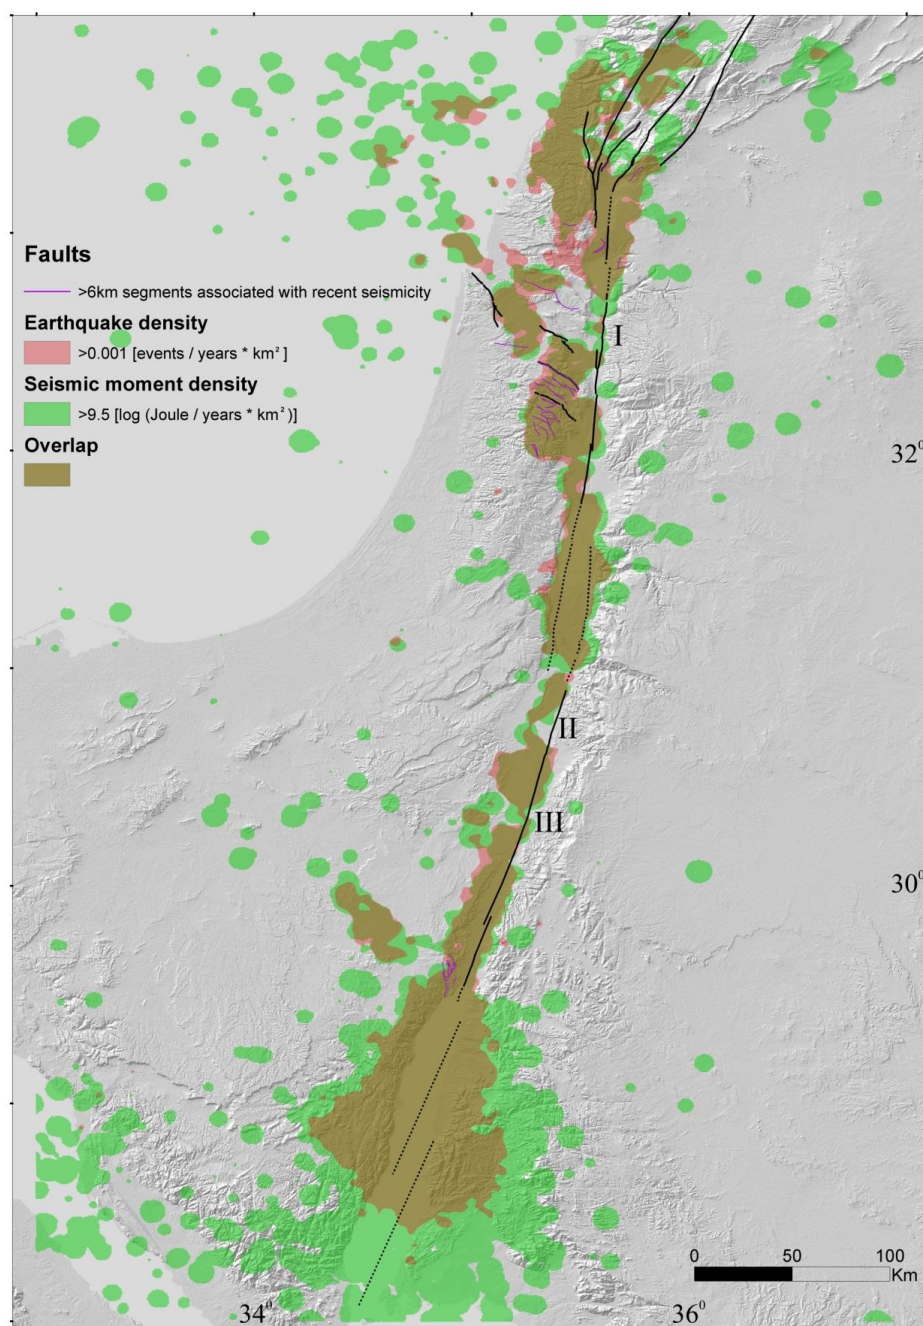 Faults
>6km segments associated with recent seismicity
Earthquake density
>0.001 [events / years * km²]
Seismic moment density
>9.5 [log (Joule / years * km²)]
Overlap
I
32⁰
II
III
30⁰
0 50 100
Km
34⁰ 36⁰